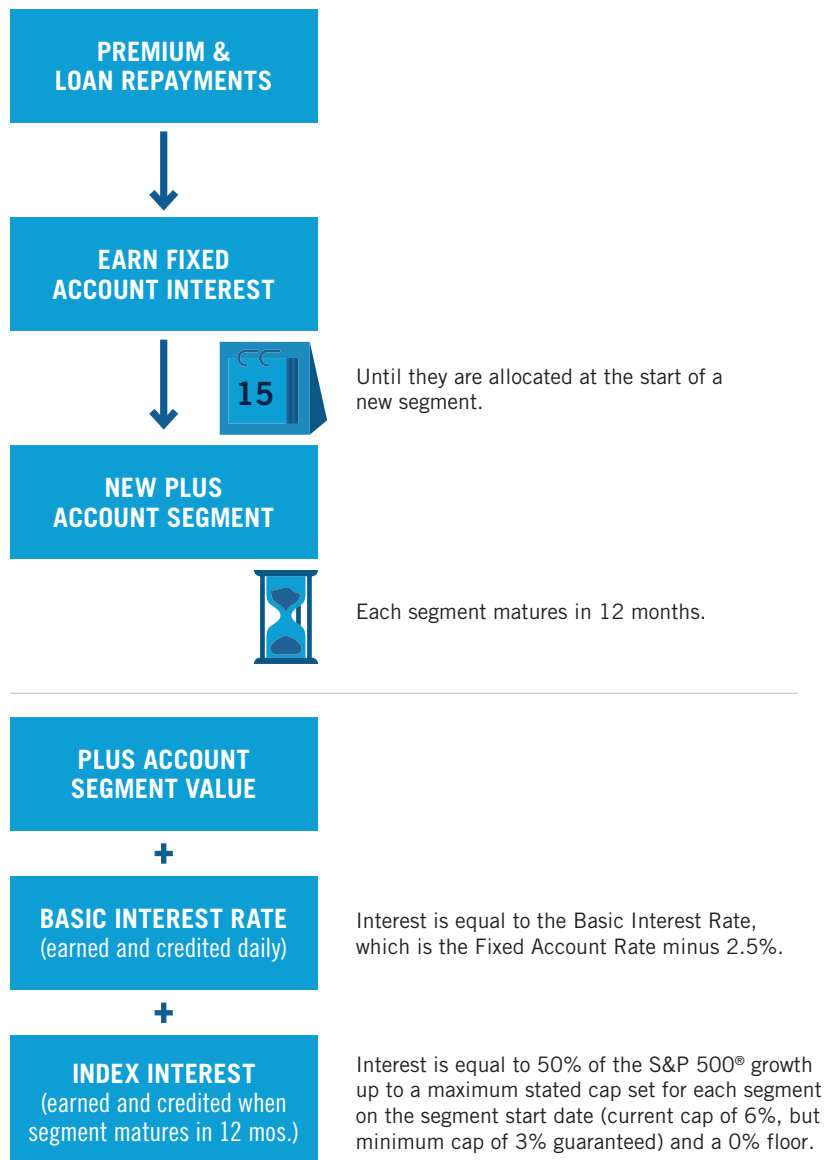 PREMIUM &
LOAN REPAYMENTS
EARN FIXED
ACCOUNT INTEREST
15
Until they are allocated at the start of a
new segment.
NEW PLUS
ACCOUNT SEGMENT
Each segment matures in 12 months.
PLUS ACCOUNT
SEGMENT VALUE
+
BASIC INTEREST RATE
(earned and credited daily)
Interest is equal to the Basic Interest Rate,
which is the Fixed Account Rate minus 2.5%.
+
INDEX INTEREST
(earned and credited when
segment matures in 12 mos.)
Interest is equal to 50% of the S&P 500® growth
up to a maximum stated cap set for each segment
on the segment start date (current cap of 6%, but
minimum cap of 3% guaranteed) and a 0% floor.